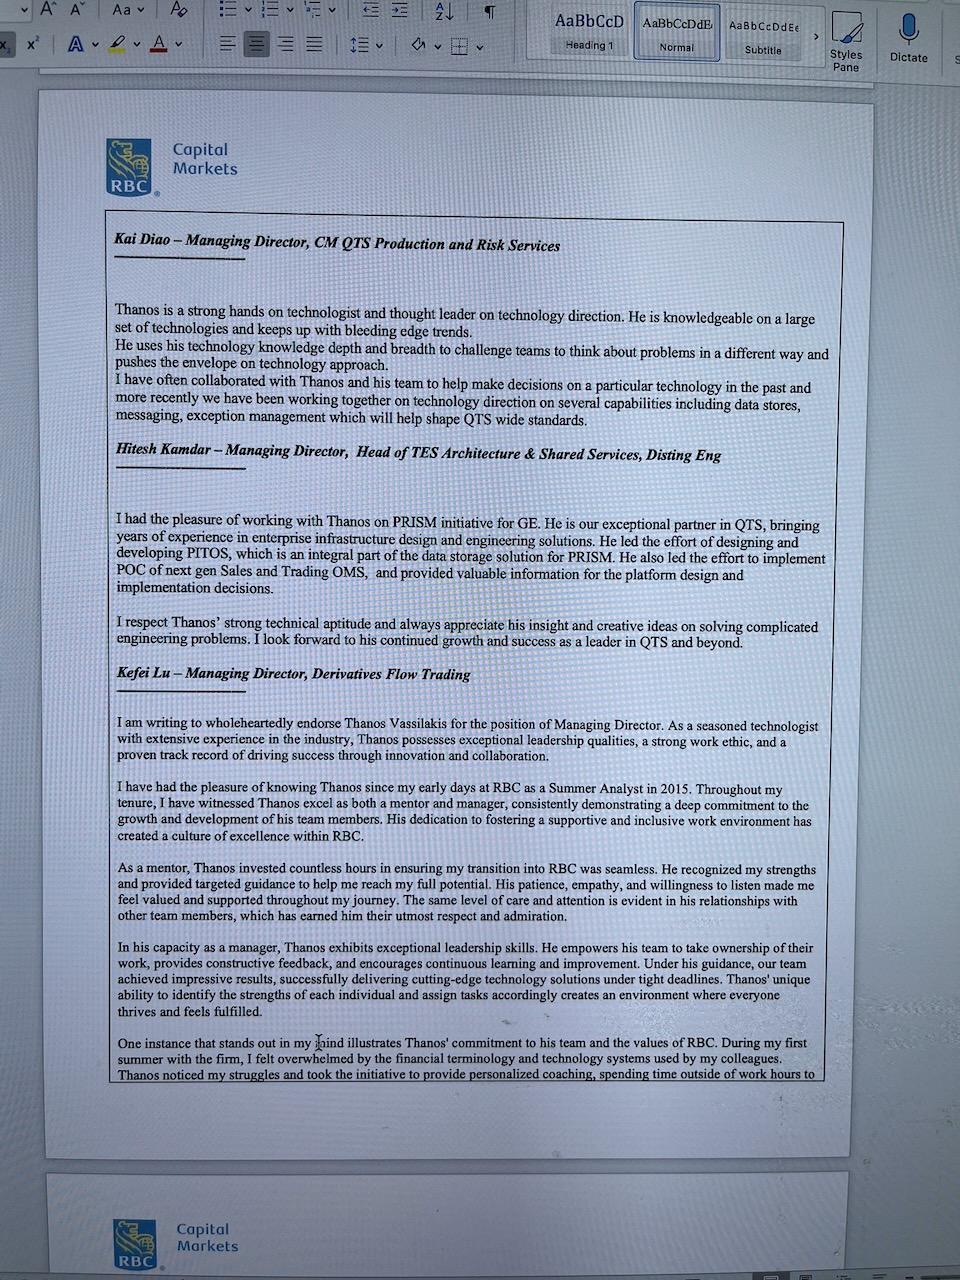 Aa
AaBbCcD
AaBbCcDdE
AaBbCcDdEe
Heading 1
Normal
Subtitle
Styles
Pane
Dictate
Capital
Markets
RBC
Kai Diao – Managing Director, CM QTS Production and Risk Services
Thanos is a strong hands on technologist and thought leader on technology direction. He is knowledgeable on a large
set of technologies and keeps up with bleeding edge trends.
He uses his technology knowledge depth and breadth to challenge teams to think about problems in a different way and
pushes the envelope on technology approach.
I have often collaborated with Thanos and his team to help make decisions on a particular technology in the past and
more recently we have been working together on technology direction on several capabilities including data stores,
messaging, exception management which will help shape QTS wide standards.
Hitesh Kamdar – Managing Director, Head of TES Architecture & Shared Services, Disting Eng
I had the pleasure of working with Thanos on PRISM initiative for GE. He is our exceptional partner in QTS, bringing
years of experience in enterprise infrastructure design and engineering solutions. He led the effort of designing and
developing PITOS, which is an integral part of the data storage solution for PRISM. He also led the effort to implement
POC of next gen Sales and Trading OMS, and provided valuable information for the platform design and
implementation decisions.
I respect Thanos' strong technical aptitude and always appreciate his insight and creative ideas on solving complicated
engineering problems. I look forward to his continued growth and success as a leader in QTS and beyond.
Kefei Lu – Managing Director, Derivatives Flow Trading
I am writing to wholeheartedly endorse Thanos Vassilakis for the position of Managing Director. As a seasoned technologist
with extensive experience in the industry, Thanos possesses exceptional leadership qualities, a strong work ethic, and a
proven track record of driving success through innovation and collaboration.
I have had the pleasure of knowing Thanos since my early days at RBC as a Summer Analyst in 2015. Throughout my
tenure, I have witnessed Thanos excel as both a mentor and manager, consistently demonstrating a deep commitment to the
growth and development of his team members. His dedication to fostering a supportive and inclusive work environment has
created a culture of excellence within RBC.
As a mentor, Thanos invested countless hours in ensuring my transition into RBC was seamless. He recognized my strengths
and provided targeted guidance to help me reach my full potential. His patience, empathy, and willingness to listen made me
feel valued and supported throughout my journey. The same level of care and attention is evident in his relationships with
other team members, which has earned him their utmost respect and admiration.
In his capacity as a manager, Thanos exhibits exceptional leadership skills. He empowers his team to take ownership of their
work, provides constructive feedback, and encourages continuous learning and improvement. Under his guidance, our team
achieved impressive results, successfully delivering cutting-edge technology solutions under tight deadlines. Thanos' unique
ability to identify the strengths of each individual and assign tasks accordingly creates an environment where everyone
thrives and feels fulfilled.
One instance that stands out in my mind illustrates Thanos' commitment to his team and the values of RBC. During my first
summer with the firm, I felt overwhelmed by the financial terminology and technology systems used by my colleagues.
Thanos noticed my struggles and took the initiative to provide personalized coaching, spending time outside of work hours to
Capital
Markets
RBC